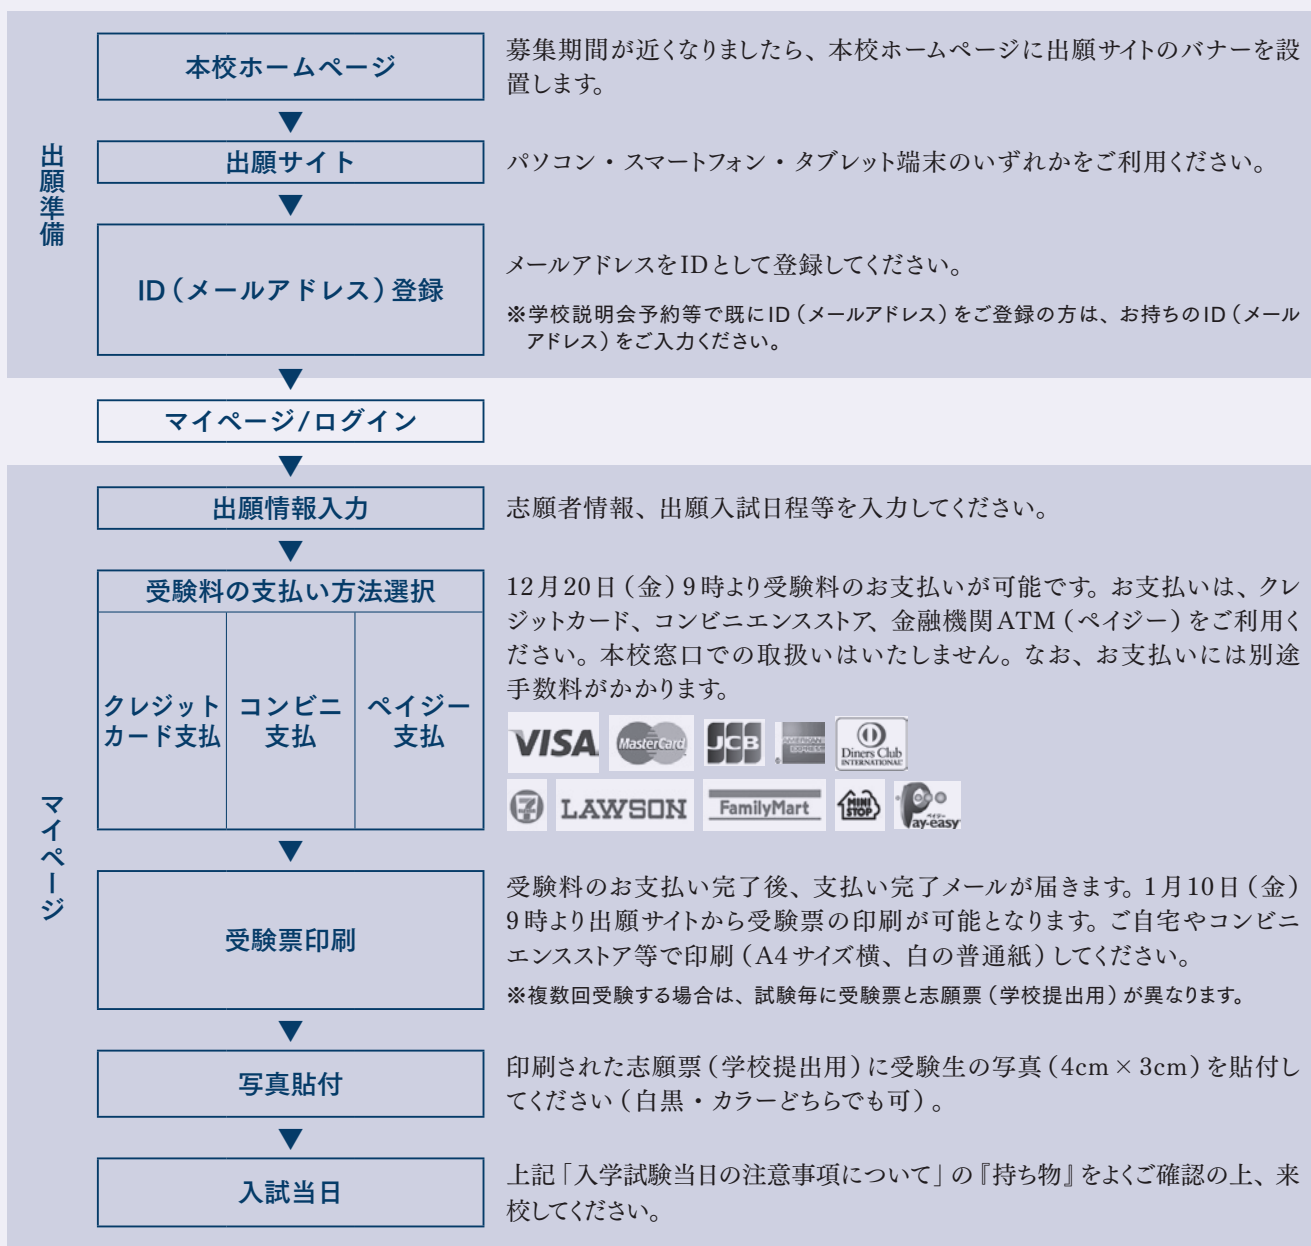 出願準備
本校ホームページ
募集期間が近くなりましたら、本校ホームページに出願サイトのバナーを設
置します。
▼
出願サイト
パソコン・スマートフォン・タブレット端末のいずれかをご利用ください。
▼
ID（メールアドレス）登録
メールアドレスをIDとして登録してください。
※学校説明会予約等で既にID（メールアドレス）をご登録の方は、お持ちのID（メール
アドレス）をご入力ください。
▼
マイページ/ログイン
▼
マイページ
出願情報入力
志願者情報、出願入試日程等を入力してください。
▼
受験料の支払い方法選択
クレジット
カード支払
コンビニ
支払
ペイジー
支払
12月20日（金）9時より受験料のお支払いが可能です。お支払いは、クレ
ジットカード、コンビニエンスストア、金融機関ATM（ペイジー）をご利用く
ださい。本校窓口での取扱いはいたしません。なお、お支払いには別途
手数料がかかります。
VISA MasterCard JCB AMERICAN EXPRESS Diners Club INTERNATIONAL
7 LAWSON FamilyMart MINI STOP ペイジー Pay-easy
▼
受験票印刷
受験料のお支払い完了後、支払い完了メールが届きます。1月10日（金）
9時より出願サイトから受験票の印刷が可能となります。ご自宅やコンビニ
エンスストア等で印刷（A4サイズ横、白の普通紙）してください。
※複数回受験する場合は、試験毎に受験票と志願票（学校提出用）が異なります。
▼
写真貼付
印刷された志願票（学校提出用）に受験生の写真（4cm×3cm）を貼付し
てください（白黒・カラーどちらでも可）。
▼
入試当日
上記「入学試験当日の注意事項について」の『持ち物』をよくご確認の上、来
校してください。